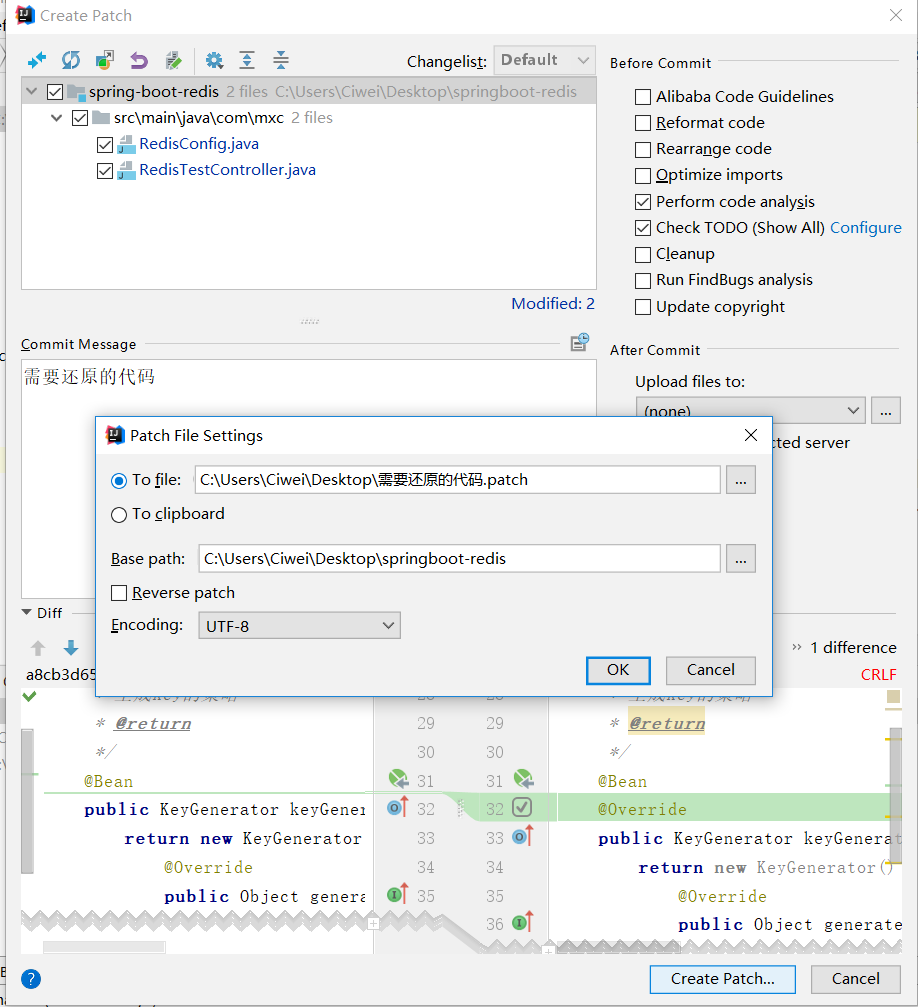 Create Patch
Changelist: Default
spring-boot-redis 2 files C:\Users\Ciwei\Desktop\springboot-redis
src\main\java\com\mxc 2 files
RedisConfig.java
RedisTestController.java
Modified: 2
Before Commit
Alibaba Code Guidelines
Reformat code
Rearrange code
Optimize imports
Perform code analysis
Check TODO (Show All) Configure
Cleanup
Run FindBugs analysis
Update copyright
Commit Message
需要还原的代码
After Commit
Upload files to:
(none) ...
cted server
Patch File Settings
To file: C:\Users\Ciwei\Desktop\需要还原的代码.patch ...
To clipboard
Base path: C:\Users\Ciwei\Desktop\springboot-redis ...
Reverse patch
Encoding: UTF-8
OK Cancel
Diff
1 difference
a8cb3d65 CRLF
* @return 29 29 * @return
*/ 30 30 */
@Bean 31 31 @Bean
public KeyGenerator keyGener 32 32 @Override
return new KeyGenerator 33 33 public KeyGenerator keyGenerat
@Override 34 34 return new KeyGenerator()
public Object genera 35 35 @Override
36 public Object generate
? Create Patch... Cancel